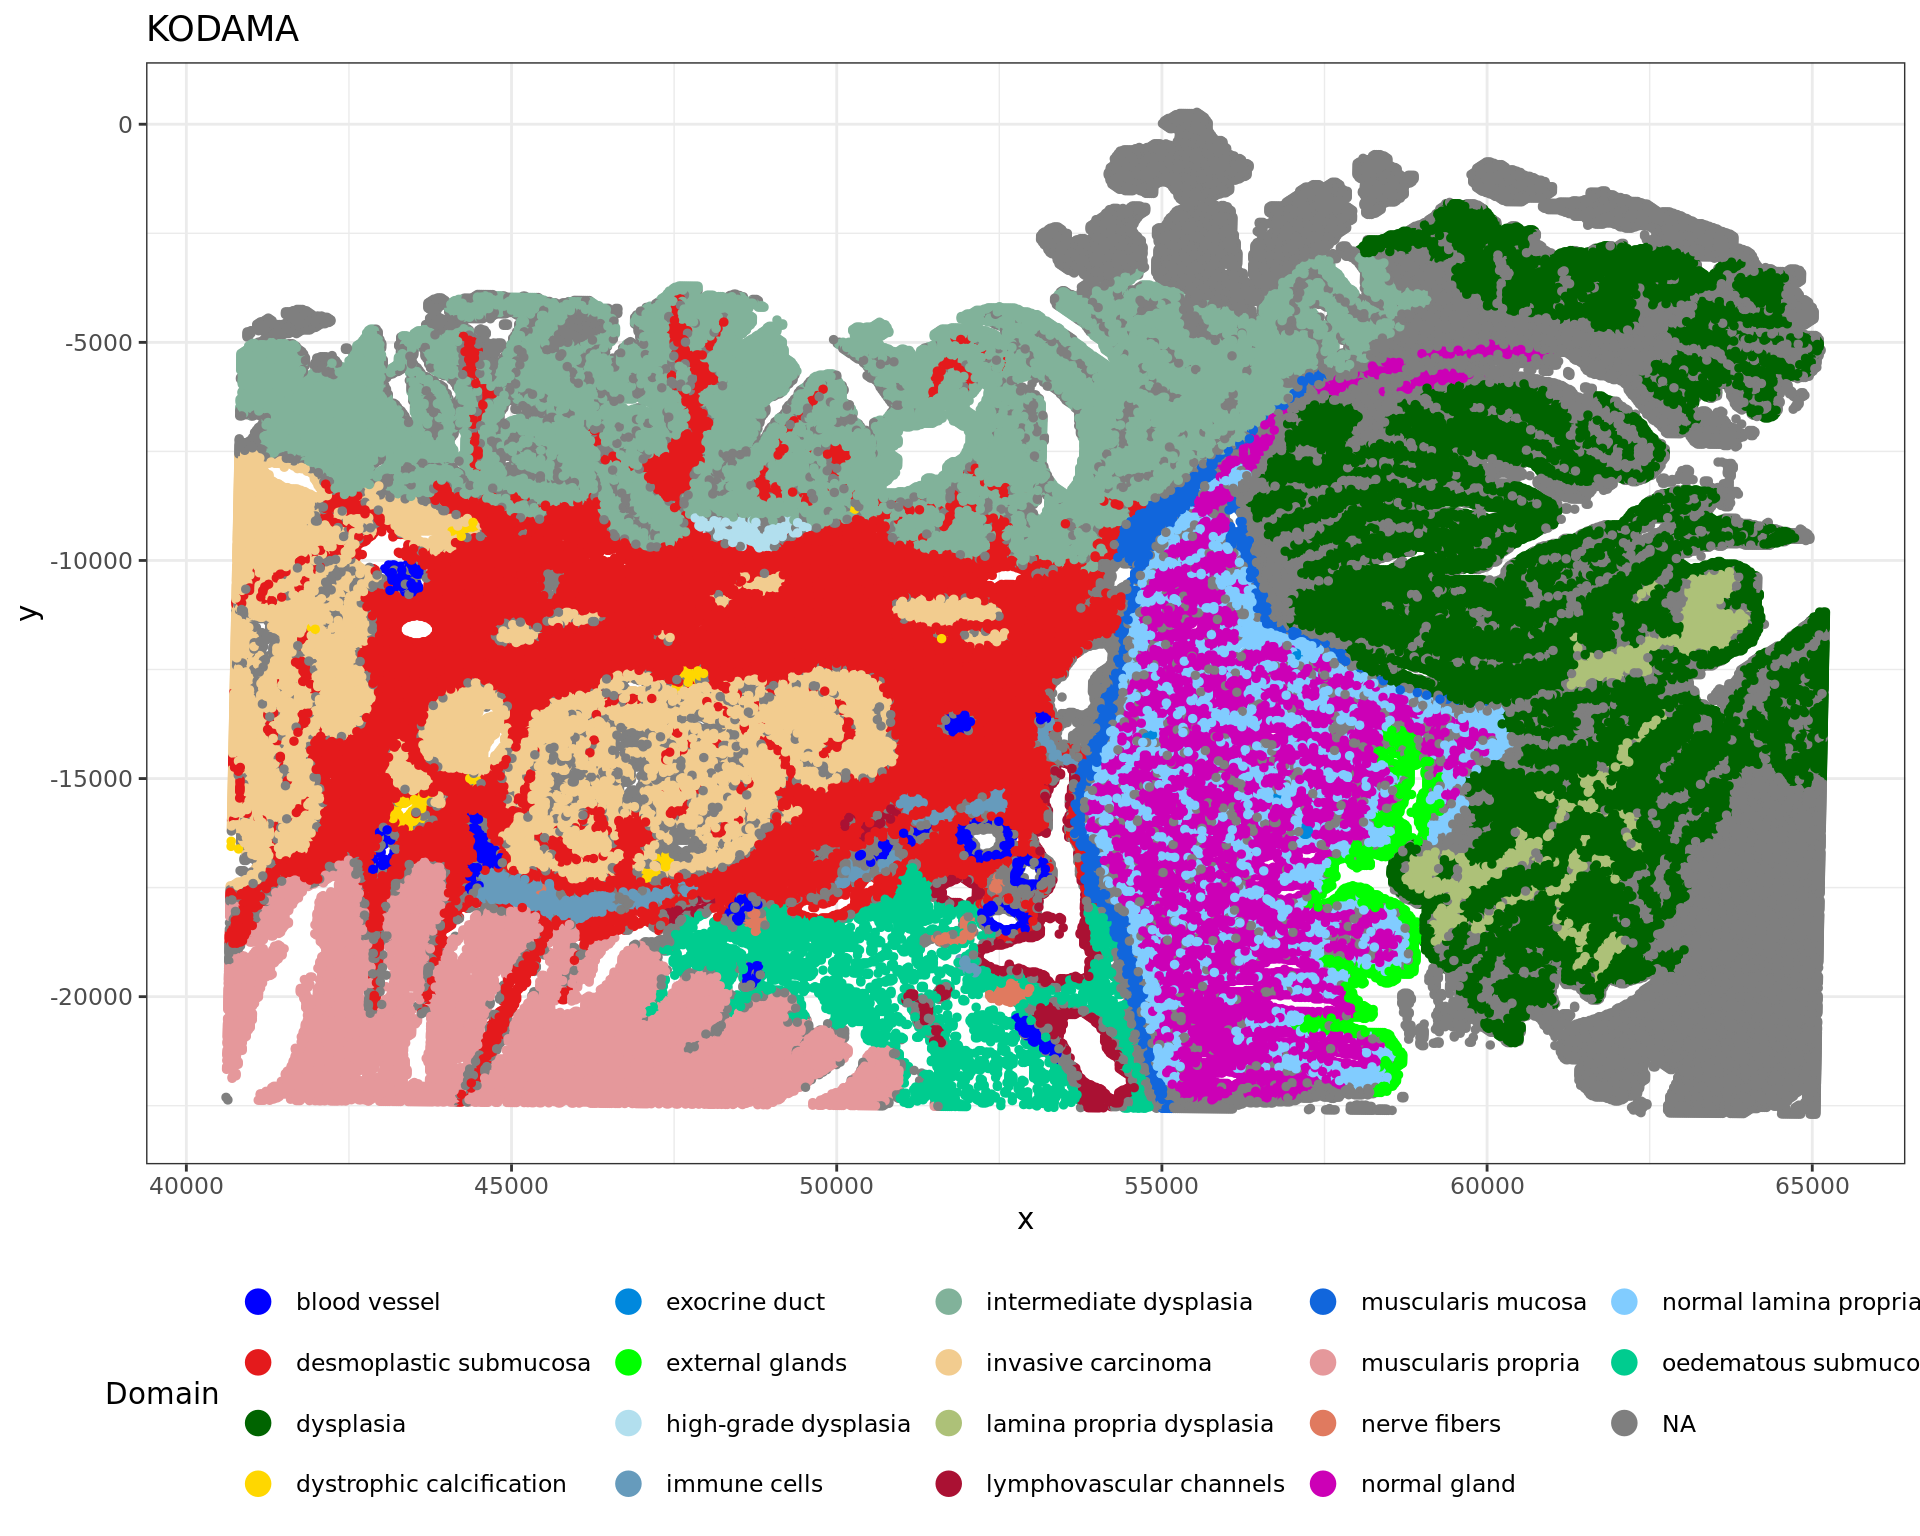 KODAMA
0
-5000
-10000
-15000
-20000
y
40000 45000 50000 55000 60000 65000
x
Domain
blood vessel exocrine duct intermediate dysplasia muscularis mucosa normal lamina propria
desmoplastic submucosa external glands invasive carcinoma muscularis propria oedematous submuco
dysplasia high-grade dysplasia lamina propria dysplasia nerve fibers NA
dystrophic calcification immune cells lymphovascular channels normal gland